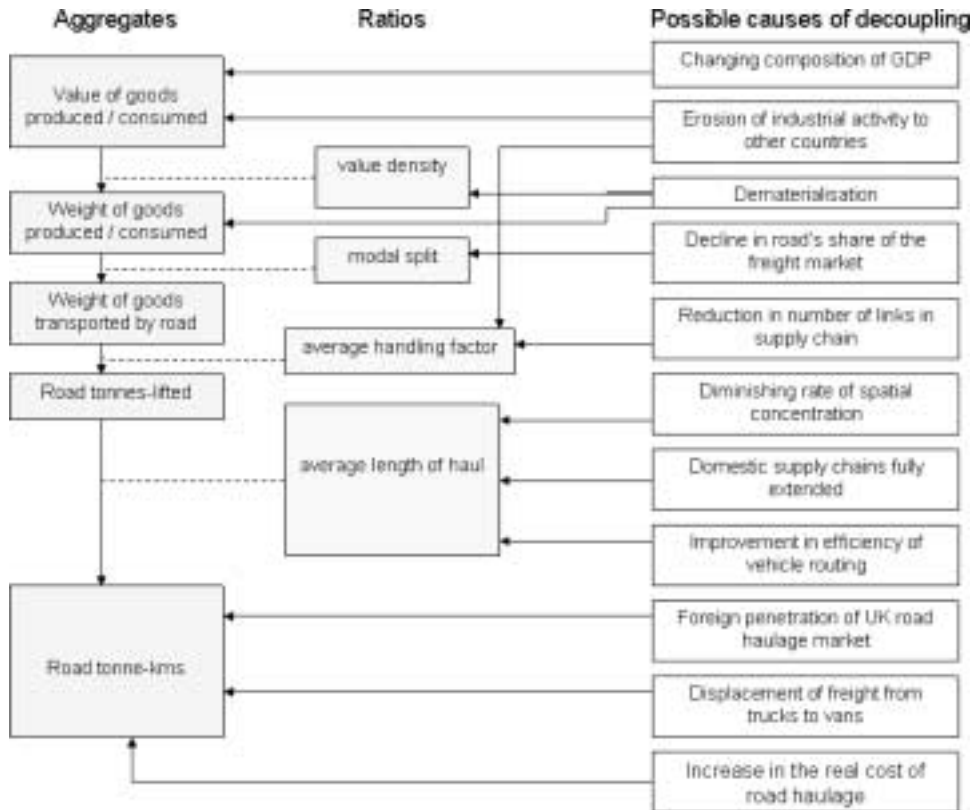 Aggregates
Ratios
Possible causes of decoupling
Value of goods
produced / consumed
Weight of goods
produced / consumed
Weight of goods
transported by road
Road tonnes-lifted
Road tonne-kms
value density
modal split
average handling factor
average length of haul
Changing composition of GDP
Erosion of industrial activity to
other countries
Dematerialisation
Decline in road's share of the
freight market
Reduction in number of links in
supply chain
Diminishing rate of spatial
concentration
Domestic supply chains fully
extended
Improvement in efficiency of
vehicle routing
Foreign penetration of UK road
haulage market
Displacement of freight from
trucks to vans
Increase in the real cost of
road haulage